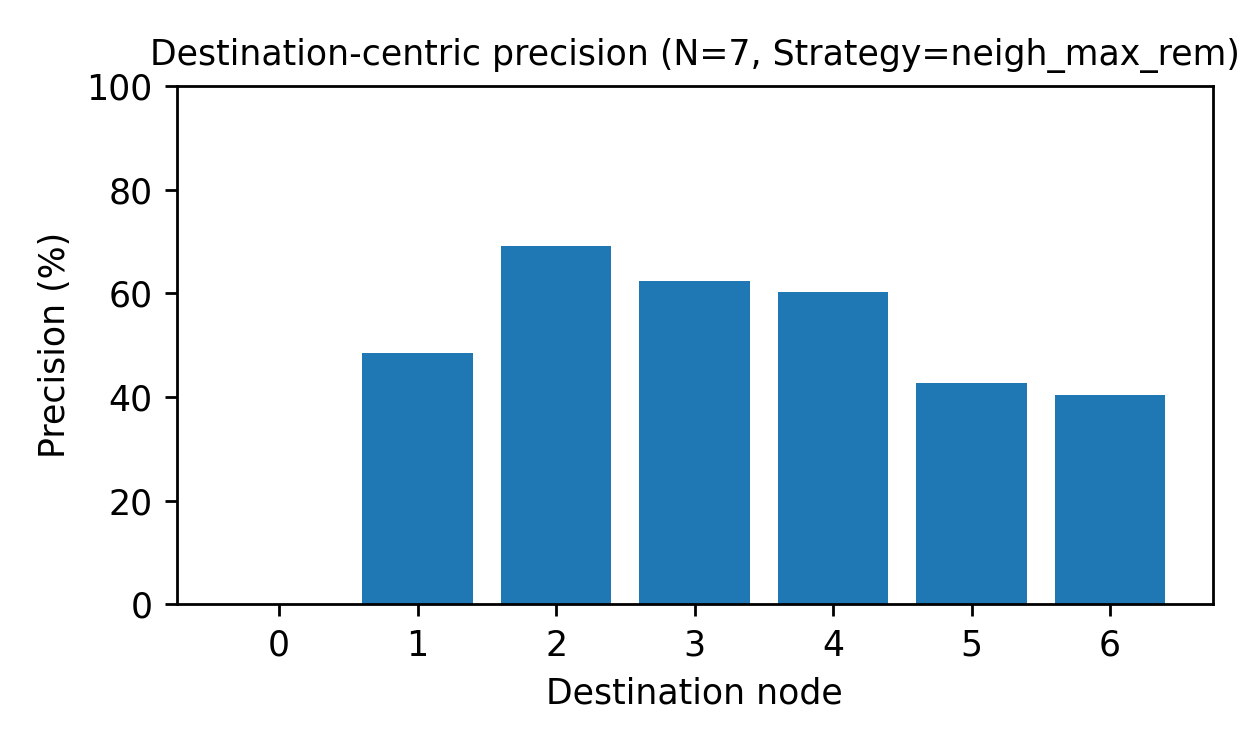 Destination-centric precision (N=7, Strategy=neigh_max_rem)
Precision (%)
100
80
60
40
20
0
0 1 2 3 4 5 6
Destination node